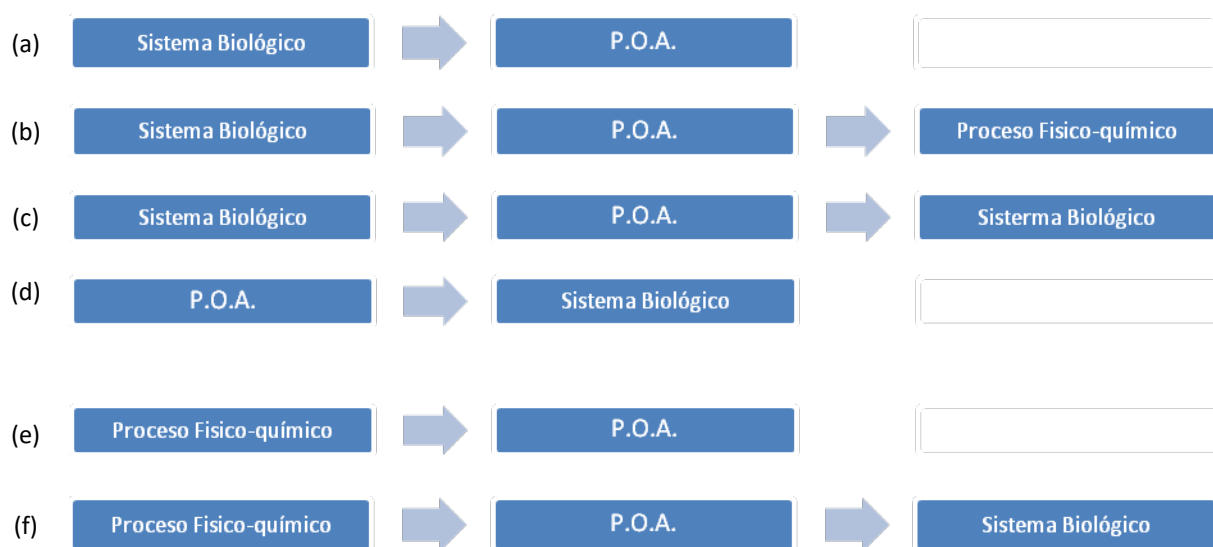 (a) Sistema Biológico P.O.A.
(b) Sistema Biológico P.O.A. Proceso Fisico-químico
(c) Sistema Biológico P.O.A. Sisterma Biológico
(d) P.O.A. Sistema Biológico
(e) Proceso Fisico-químico P.O.A.
(f) Proceso Fisico-químico P.O.A. Sistema Biológico